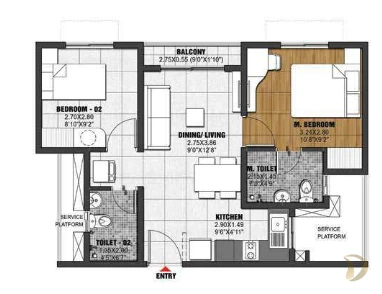 BALCONY
2.75X0.55 (9'0"X1'10")
BEDROOM - 02
2.70X2.80
8'10"X9'2"
M. BEDROOM
3.25X2.80
10'8"X9'2"
DINING/ LIVING
2.75X3.86
9'0"X12'8"
M. TOILET
SERVICE
PLATFORM
TOILET - 02
KITCHEN
2.90X1.49
9'6"X4'11"
SERVICE
PLATFORM
ENTRY